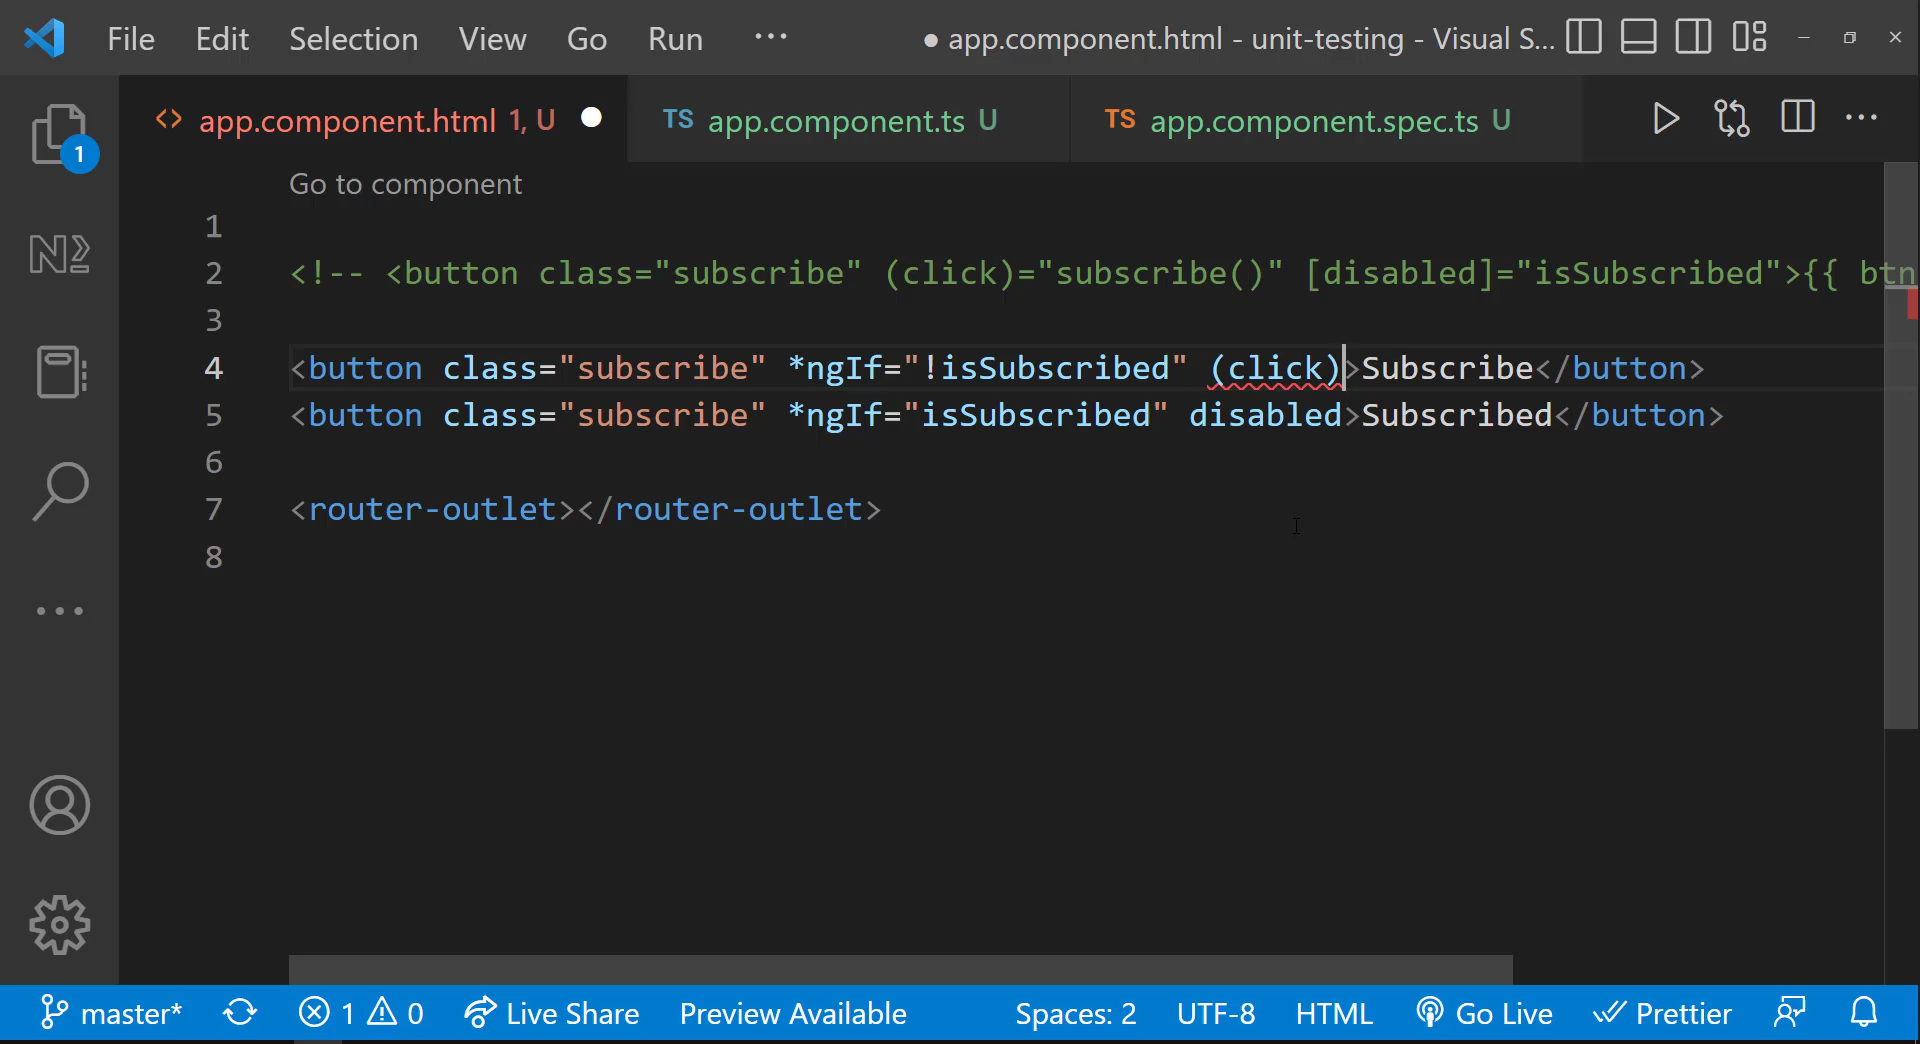 File Edit Selection View Go Run ··· ● app.component.html - unit-testing - Visual S...
<> app.component.html 1, U ● TS app.component.ts U TS app.component.spec.ts U
1
Go to component
1
2 <!-- <button class="subscribe" (click)="subscribe()" [disabled]="isSubscribed">{{ btn
3
4 <button class="subscribe" *ngIf="!isSubscribed" (click)>Subscribe</button>
5 <button class="subscribe" *ngIf="isSubscribed" disabled>Subscribed</button>
6
7 <router-outlet></router-outlet>
8
master* 1 0 Live Share Preview Available Spaces: 2 UTF-8 HTML Go Live Prettier